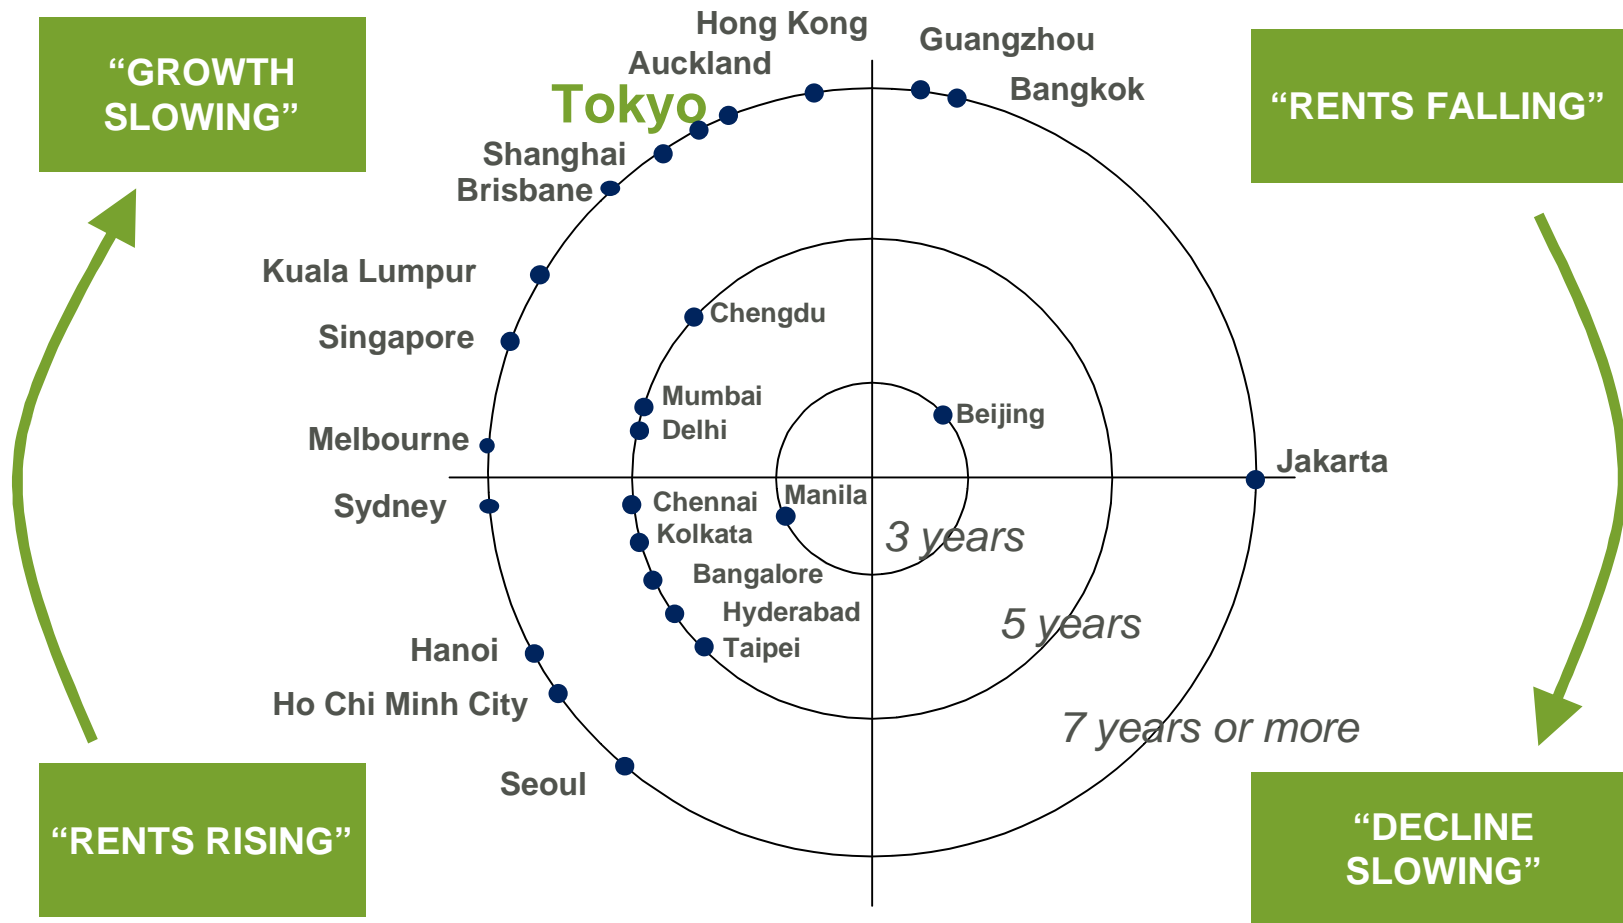 Hong Kong
Guangzhou
“GROWTH
SLOWING”
Auckland
Bangkok
“RENTS FALLING”
Tokyo
Shanghai
Brisbane
Kuala Lumpur
Chengdu
Singapore
Mumbai
Beijing
Delhi
Melbourne
Jakarta
Manila
Sydney
Chennai
Kolkata
3 years
Bangalore
Hyderabad
5 years
Hanoi
Taipei
Ho Chi Minh City
7 years or more
Seoul
“RENTS RISING”
“DECLINE
SLOWING”